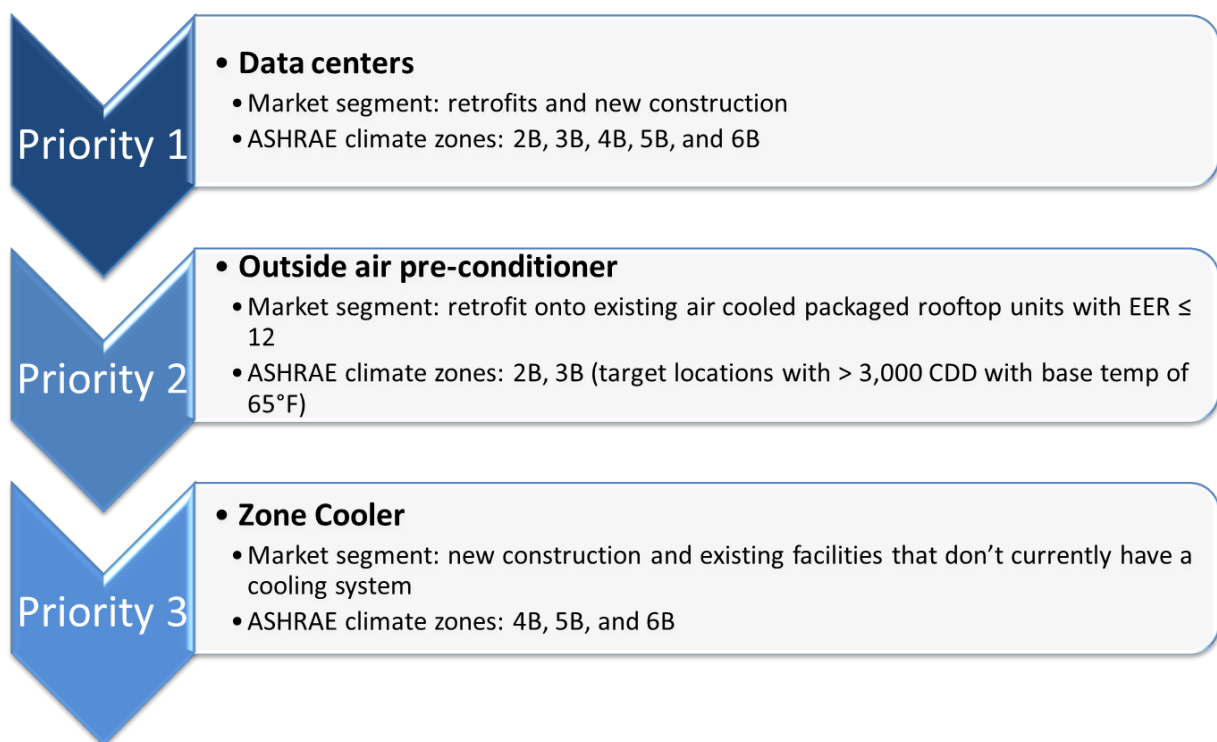 Priority 1
• Data centers
• Market segment: retrofits and new construction
• ASHRAE climate zones: 2B, 3B, 4B, 5B, and 6B
Priority 2
• Outside air pre-conditioner
• Market segment: retrofit onto existing air cooled packaged rooftop units with EER ≤
12
• ASHRAE climate zones: 2B, 3B (target locations with > 3,000 CDD with base temp of
65°F)
Priority 3
• Zone Cooler
• Market segment: new construction and existing facilities that don’t currently have a
cooling system
• ASHRAE climate zones: 4B, 5B, and 6B